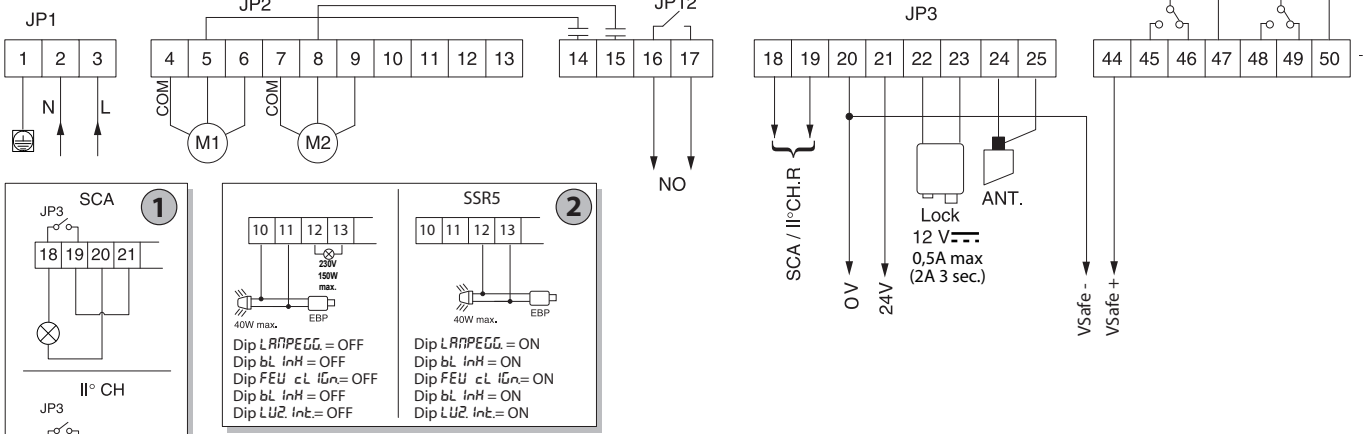 JP1
JP2
JP12
JP3
1 2 3
4 5 6 7 8 9 10 11 12 13
14 15 16 17
18 19 20 21 22 23 24 25
44 45 46 47 48 49 50
N L
COM COM
M1 M2
NO
SCA / II°CH.R
0 V
24V
Lock
12 V
0,5A max
(2A 3 sec.)
ANT.
VSafe -
VSafe +
SCA
1
JP3
18 19 20 21
II° CH
JP3
2
10 11 12 13
230V
150W
max.
40W max.
EBP
Dip LAMPEGG. = OFF
Dip bL InH = OFF
Dip FEU cL IGn.= OFF
Dip bL InH = OFF
Dip LUZ. Int.= OFF
SSR5
10 11 12 13
40W max.
EBP
Dip LAMPEGG. = ON
Dip bL InH = ON
Dip FEU cL IGn.= ON
Dip bL InH = ON
Dip LUZ. Int.= ON